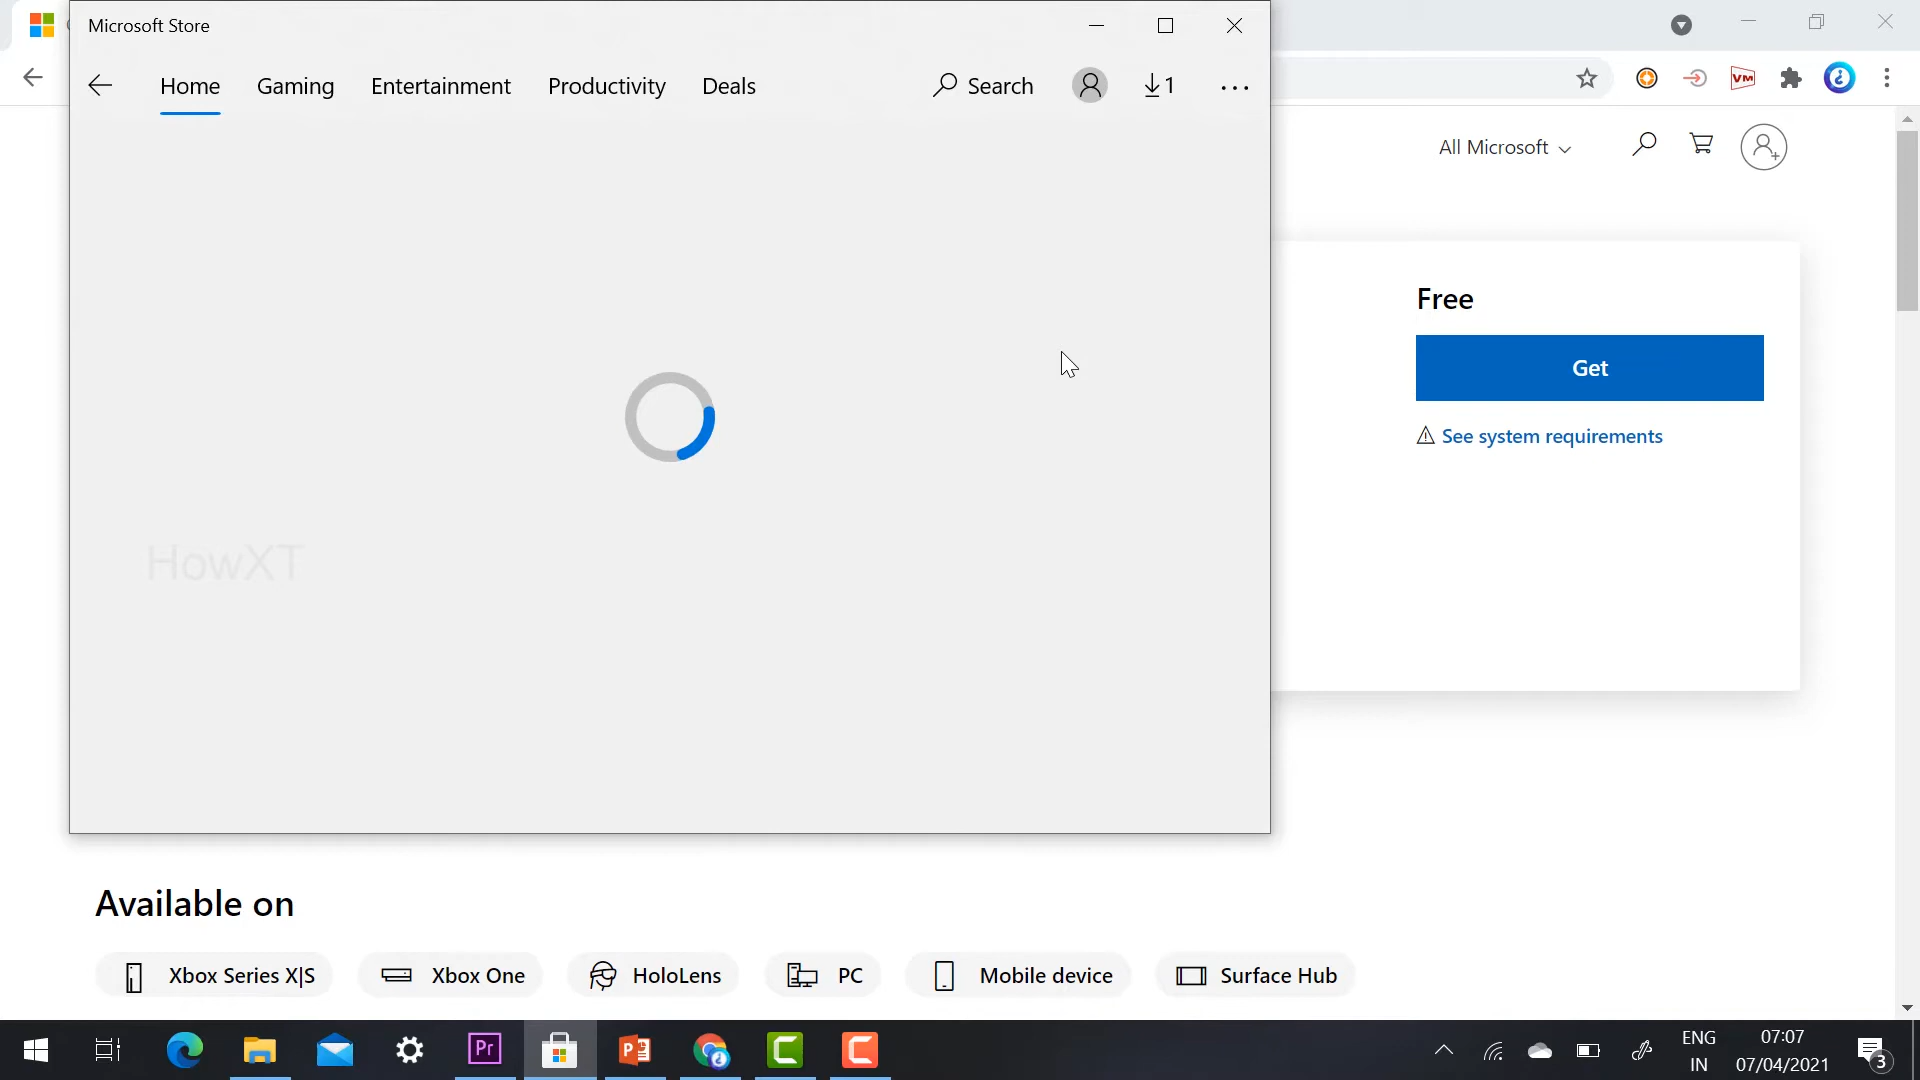 Microsoft Store
Home Gaming Entertainment Productivity Deals Search 1
All Microsoft
Free
Get
See system requirements
HowXT
Available on
Xbox Series X|S Xbox One HoloLens PC Mobile device Surface Hub
ENG 07:07
IN 07/04/2021 3